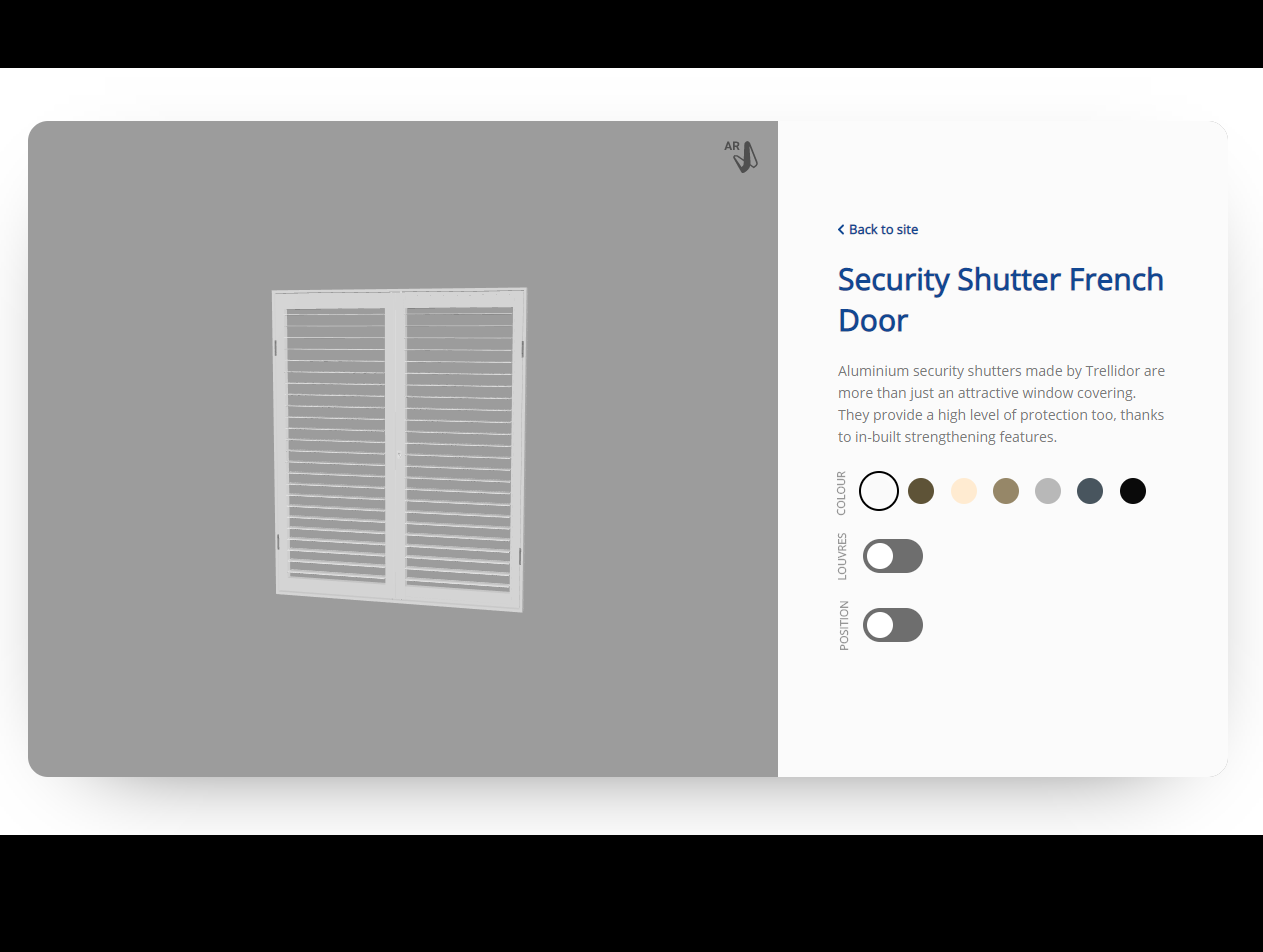 AR
Back to site
Security Shutter French
Door
Aluminium security shutters made by Trellidor are
more than just an attractive window covering.
They provide a high level of protection too, thanks
to in-built strengthening features.
COLOUR
LOUVRES
POSITION